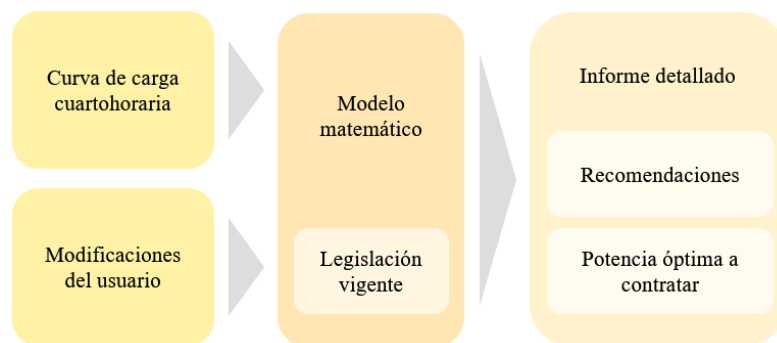 Curva de carga
cuartohoraria
Modificaciones
del usuario
Modelo
matemático
Legislación
vigente
Informe detallado
Recomendaciones
Potencia óptima a
contratar